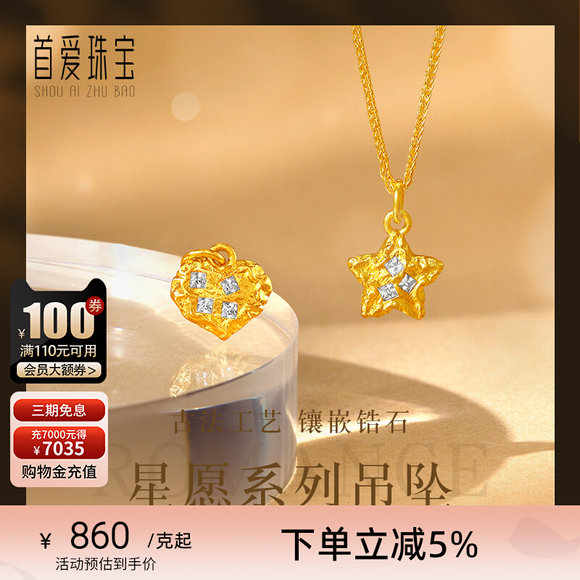 首爱珠宝
SHOU AI ZHU BAO
¥100券
满110元可用
会员大额券>
三期免息
充7000元得
¥7035
购物金充值
古法工艺 镶嵌锆石
ROMANCE
星愿系列吊坠
¥ 860 /克起
活动预估到手价
下单立减5%